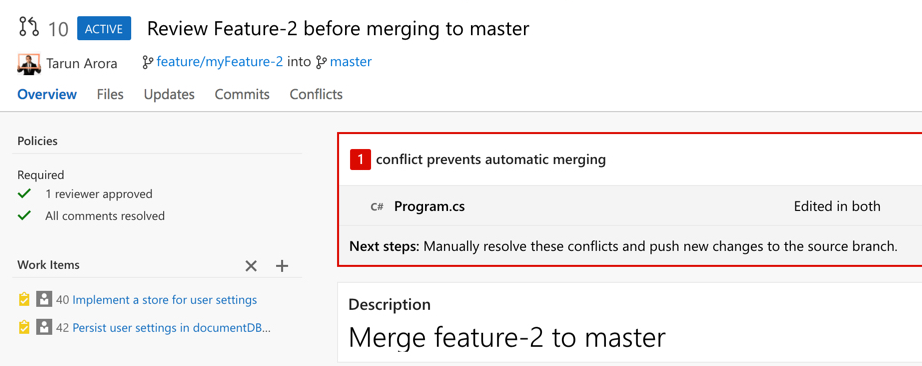 10 ACTIVE Review Feature-2 before merging to master
Tarun Arora feature/myFeature-2 into master
Overview Files Updates Commits Conflicts
Policies
Required
1 reviewer approved
All comments resolved
Work Items
40 Implement a store for user settings
42 Persist user settings in documentDB...
1 conflict prevents automatic merging
C# Program.cs Edited in both
Next steps: Manually resolve these conflicts and push new changes to the source branch.
Description
Merge feature-2 to master